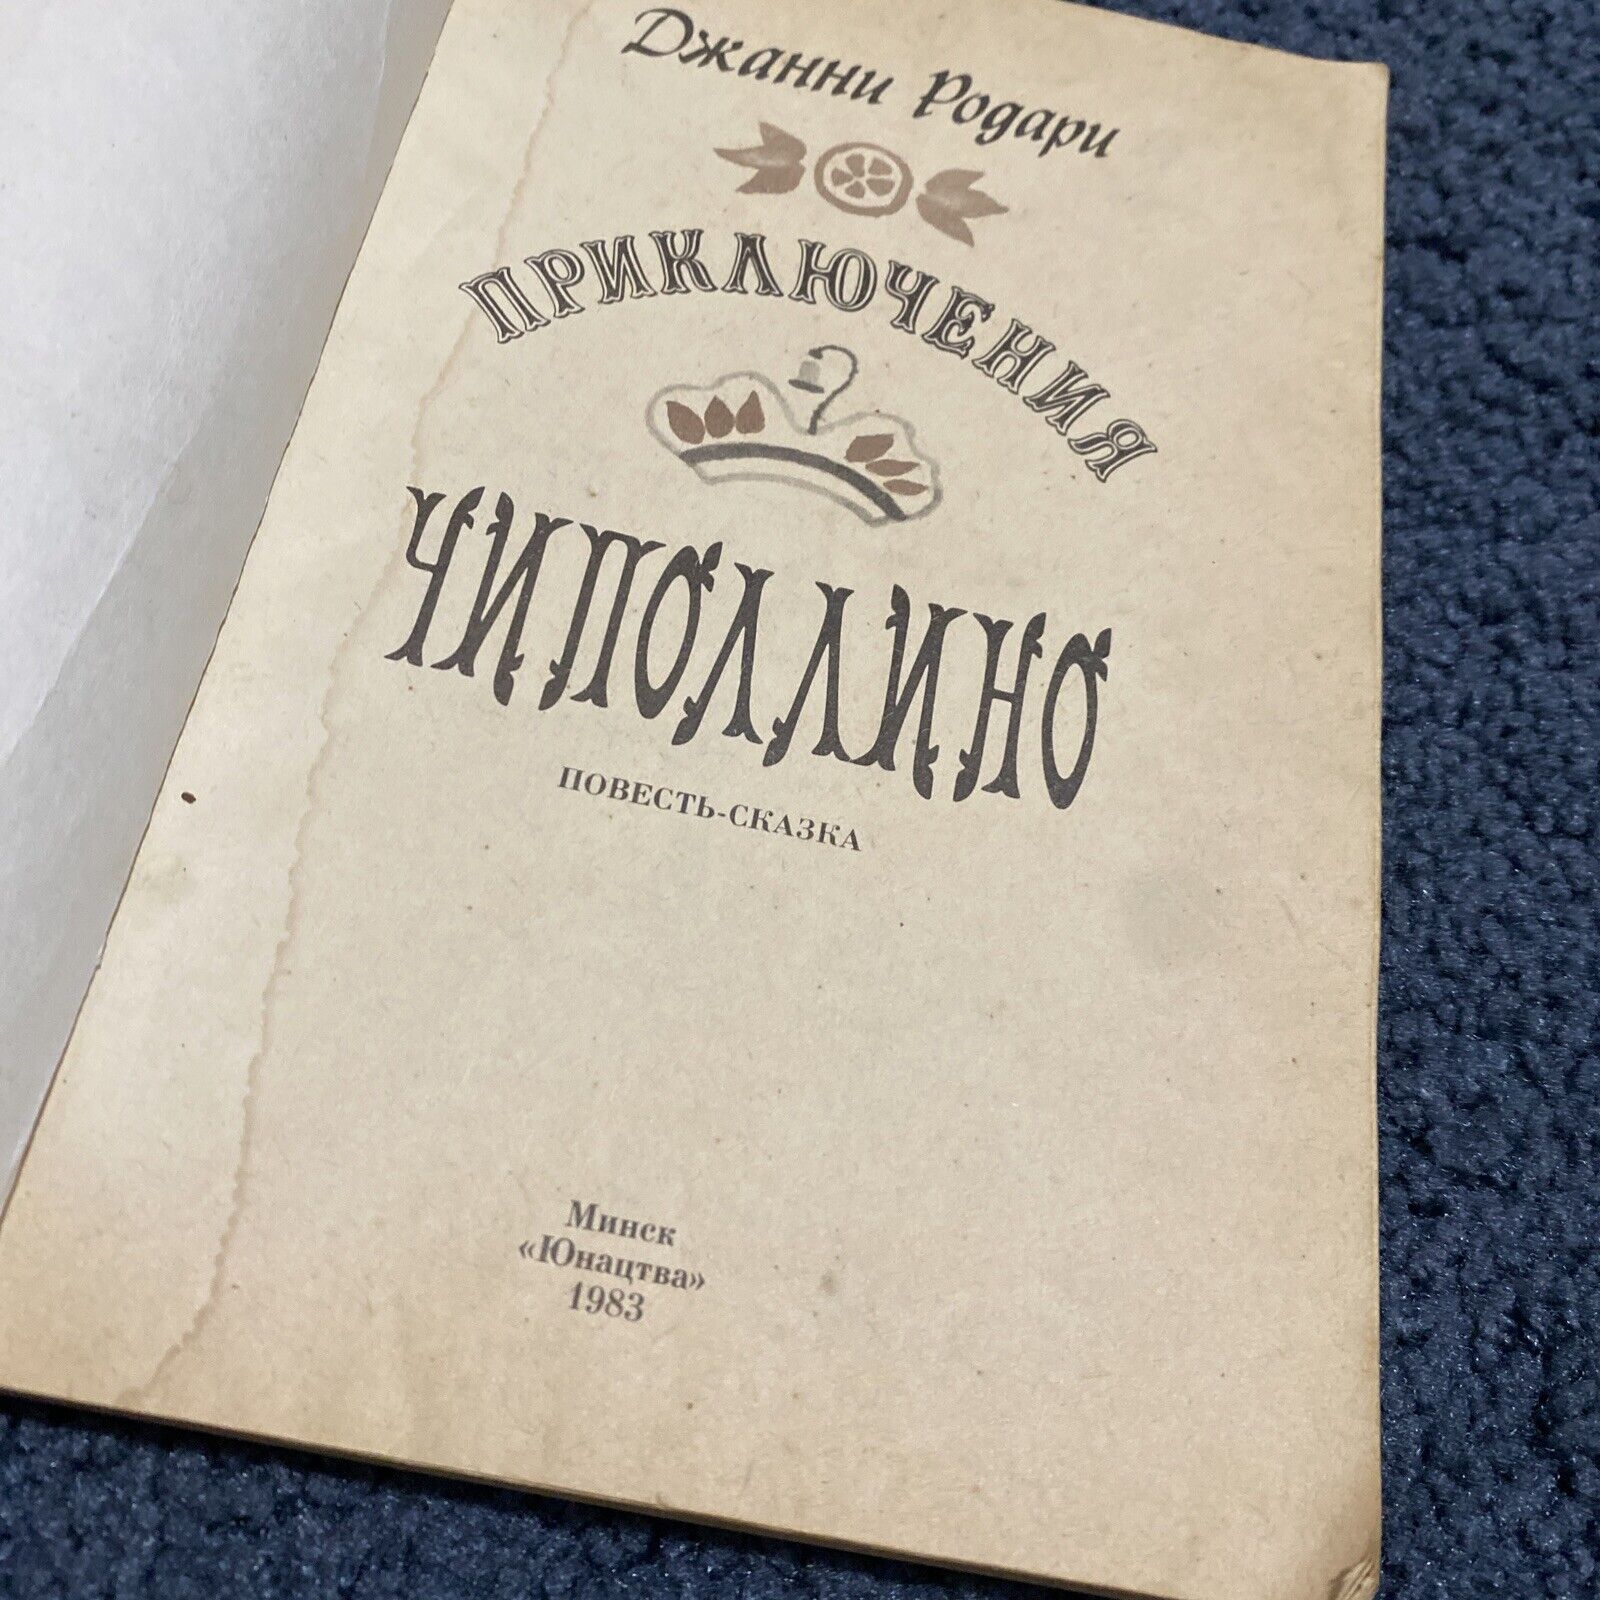 Джанни Родари
ПРИКЛЮЧЕНИЯ
ЧИПОЛЛИНО
ПОВЕСТЬ-СКАЗКА
Минск
«Юнацтва»
1983